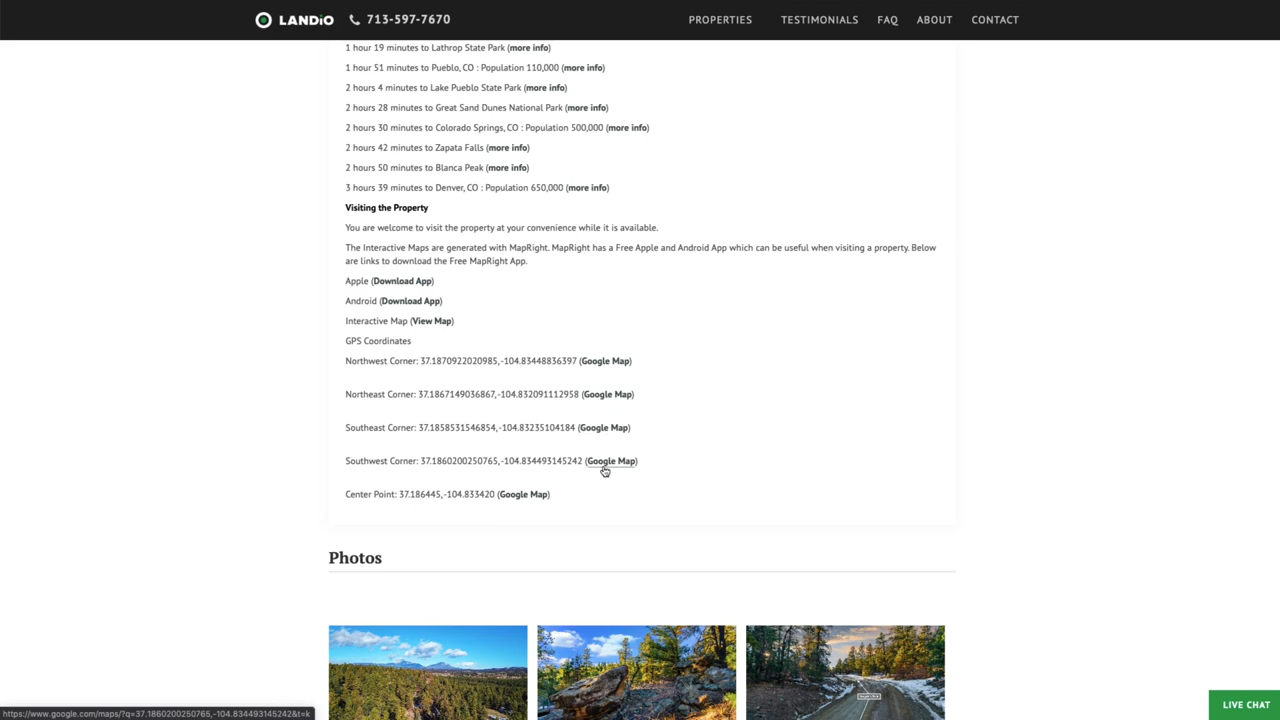 LANDiO 713-597-7670 PROPERTIES TESTIMONIALS FAQ ABOUT CONTACT
1 hour 19 minutes to Lathrop State Park (more info)
1 hour 51 minutes to Pueblo, CO : Population 110,000 (more info)
2 hours 4 minutes to Lake Pueblo State Park (more info)
2 hours 28 minutes to Great Sand Dunes National Park (more info)
2 hours 30 minutes to Colorado Springs, CO : Population 500,000 (more info)
2 hours 42 minutes to Zapata Falls (more info)
2 hours 50 minutes to Blanca Peak (more info)
3 hours 39 minutes to Denver, CO : Population 650,000 (more info)
Visiting the Property
You are welcome to visit the property at your convenience while it is available.
The Interactive Maps are generated with MapRight. MapRight has a Free Apple and Android App which can be useful when visiting a property. Below
are links to download the Free MapRight App.
Apple (Download App)
Android (Download App)
Interactive Map (View Map)
GPS Coordinates
Northwest Corner: 37.1870922020985,-104.83448836397 (Google Map)
Northeast Corner: 37.1867149036867,-104.832091112958 (Google Map)
Southeast Corner: 37.1858531546854,-104.83235104184 (Google Map)
Southwest Corner: 37.1860200250765,-104.834493145242 (Google Map)
Center Point: 37.186445,-104.833420 (Google Map)
Photos
LIVE CHAT
https://www.google.com/maps/?q=37.1860200250765,-104.834493145242&t=k